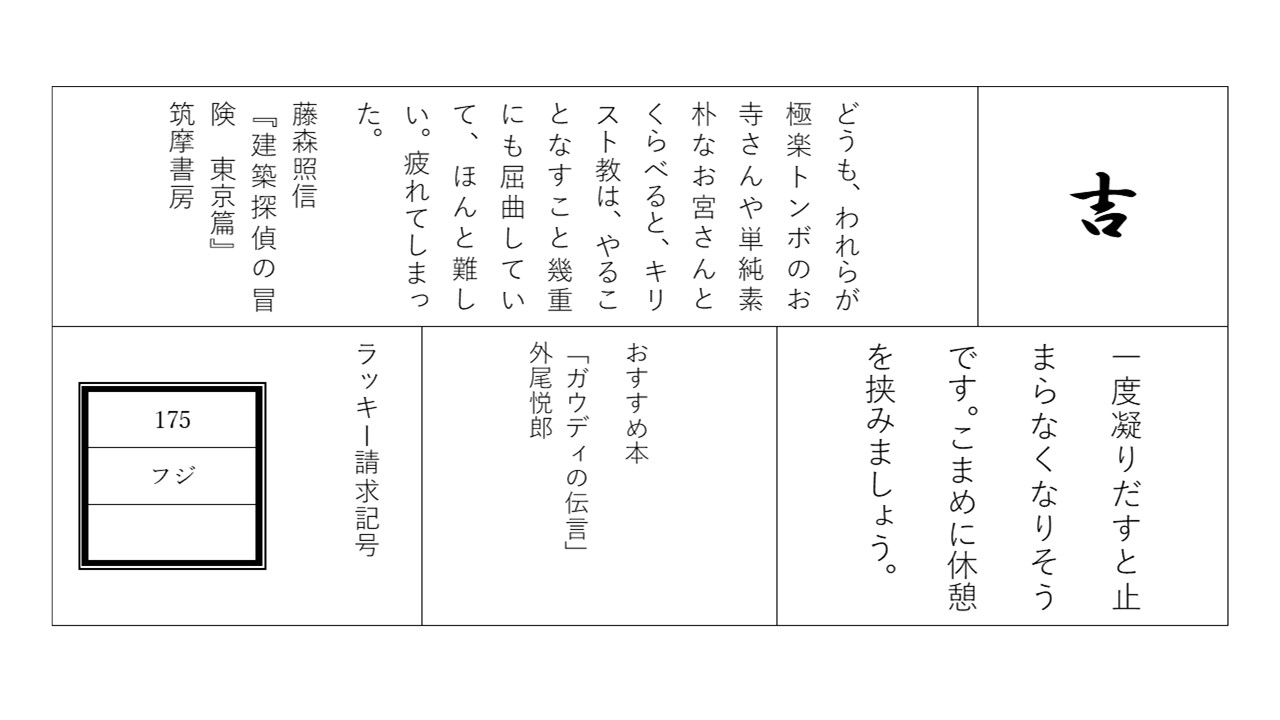 吉
どうも、われらが
極楽トンボのお
寺さんや単純素
朴なお宮さんと
くらべると、キリ
スト教は、やるこ
となすこと幾重
にも屈曲してい
て、ほんと難し
い。疲れてしまっ
た。
藤森照信
『建築探偵の冒
険　東京篇』
筑摩書房
一度凝りだすと止
まらなくなりそう
です。こまめに休憩
を挟みましょう。
おすすめ本
「ガウディの伝言」
外尾悦郎
ラッキー請求記号
175
フジ